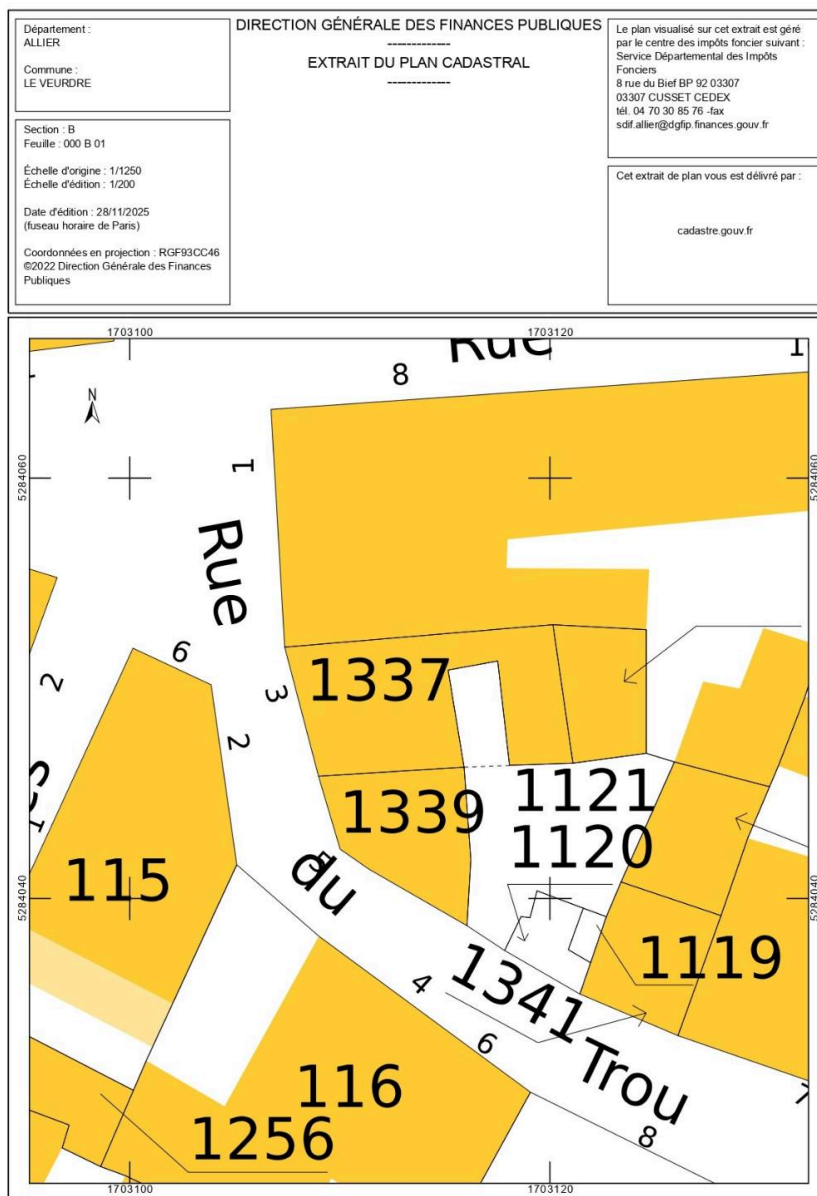 Département :
ALLIER
Commune :
LE VEURDRE
Section : B
Feuille : 000 B 01
Échelle d'origine : 1/1250
Échelle d'édition : 1/200
Date d'édition : 28/11/2025
(fuseau horaire de Paris)
Coordonnées en projection : RGF93CC46
©2022 Direction Générale des Finances
Publiques
DIRECTION GÉNÉRALE DES FINANCES PUBLIQUES
-------------
EXTRAIT DU PLAN CADASTRAL
-------------
Le plan visualisé sur cet extrait est géré
par le centre des impôts foncier suivant :
Service Départemental des Impôts
Fonciers
8 rue du Bief BP 92 03307
03307 CUSSET CEDEX
tél. 04 70 30 85 76 -fax
sdif.allier@dgfip.finances.gouv.fr
Cet extrait de plan vous est délivré par :
cadastre.gouv.fr
1703100
1703120
Rue
8
1
N
1
5284060
5284060
Rue
6
2
3
2
1337
1121
1339
1120
1
5
du
115
5284040
5284040
1119
1341
4
6
Trou
116
7
1256
8
1703100
1703120